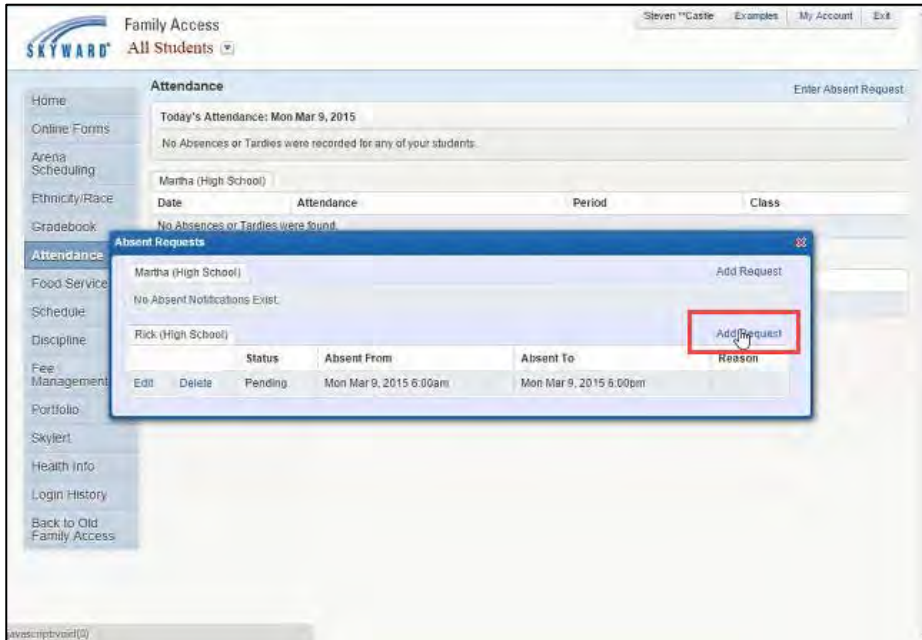 Family Access
Steven **Castle Examples My Account Exit
SKYWARD® All Students
Attendance
Enter Absent Request
Home
Online Forms
Arena
Scheduling
Ethnicity/Race
Gradebook
Attendance
Food Service
Schedule
Discipline
Fee
Management
Portfolio
Skylert
Health Info
Login History
Back to Old
Family Access
Today's Attendance: Mon Mar 9, 2015
No Absences or Tardies were recorded for any of your students.
Martha (High School)
Date Attendance Period Class
No Absences or Tardies were found.
Absent Requests
Martha (High School) Add Request
No Absent Notifications Exist.
Rick (High School) Add Request
Status Absent From Absent To Reason
Edit Delete Pending Mon Mar 9, 2015 6:00am Mon Mar 9, 2015 6:00pm
javascript:void(0)